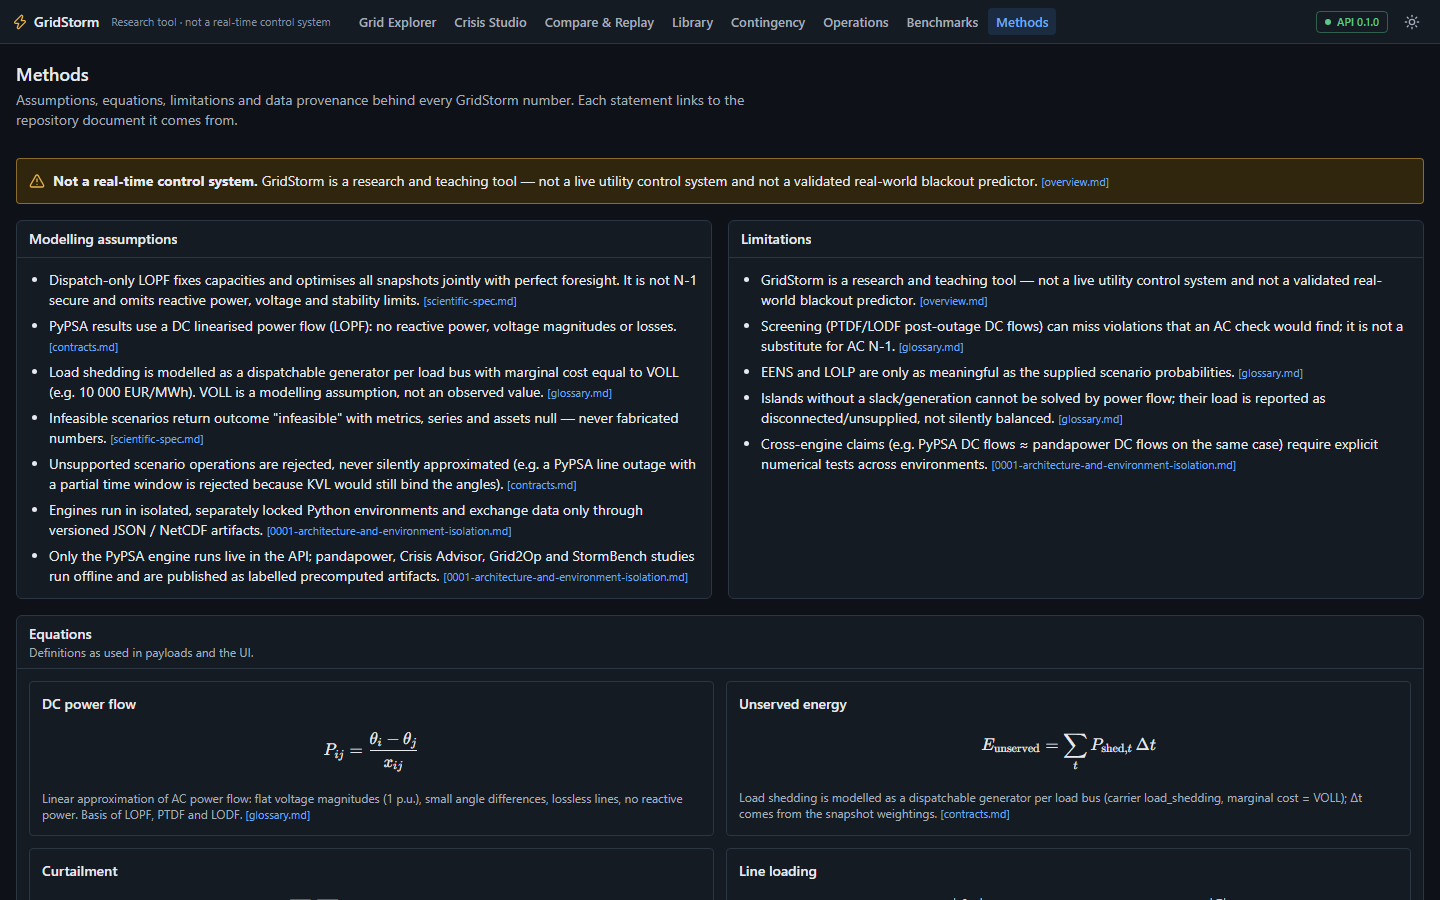 GridStorm
Research tool · not a real-time control system
Grid Explorer
Crisis Studio
Compare & Replay
Library
Contingency
Operations
Benchmarks
Methods
API 0.1.0
Methods
Assumptions, equations, limitations and data provenance behind every GridStorm number. Each statement links to the
repository document it comes from.
Not a real-time control system. GridStorm is a research and teaching tool — not a live utility control system and not a validated real-world blackout predictor. [overview.md]
Modelling assumptions
• Dispatch-only LOPF fixes capacities and optimises all snapshots jointly with perfect foresight. It is not N-1
secure and omits reactive power, voltage and stability limits. [scientific-spec.md]
• PyPSA results use a DC linearised power flow (LOPF): no reactive power, voltage magnitudes or losses.
[contracts.md]
• Load shedding is modelled as a dispatchable generator per load bus with marginal cost equal to VOLL
(e.g. 10 000 EUR/MWh). VOLL is a modelling assumption, not an observed value. [glossary.md]
• Infeasible scenarios return outcome "infeasible" with metrics, series and assets null — never fabricated
numbers. [scientific-spec.md]
• Unsupported scenario operations are rejected, never silently approximated (e.g. a PyPSA line outage with
a partial time window is rejected because KVL would still bind the angles). [contracts.md]
• Engines run in isolated, separately locked Python environments and exchange data only through
versioned JSON / NetCDF artifacts. [0001-architecture-and-environment-isolation.md]
• Only the PyPSA engine runs live in the API; pandapower, Crisis Advisor, Grid2Op and StormBench studies
run offline and are published as labelled precomputed artifacts. [0001-architecture-and-environment-isolation.md]
Limitations
• GridStorm is a research and teaching tool — not a live utility control system and not a validated real-
world blackout predictor. [overview.md]
• Screening (PTDF/LODF post-outage DC flows) can miss violations that an AC check would find; it is not a
substitute for AC N-1. [glossary.md]
• EENS and LOLP are only as meaningful as the supplied scenario probabilities. [glossary.md]
• Islands without a slack/generation cannot be solved by power flow; their load is reported as
disconnected/unsupplied, not silently balanced. [glossary.md]
• Cross-engine claims (e.g. PyPSA DC flows ≈ pandapower DC flows on the same case) require explicit
numerical tests across environments. [0001-architecture-and-environment-isolation.md]
Equations
Definitions as used in payloads and the UI.
DC power flow
P_ij = (θ_i − θ_j) / x_ij
Linear approximation of AC power flow: flat voltage magnitudes (1 p.u.), small angle differences, lossless lines, no reactive
power. Basis of LOPF, PTDF and LODF. [glossary.md]
Unserved energy
E_unserved = ∑_t P_shed,t Δt
Load shedding is modelled as a dispatchable generator per load bus (carrier load_shedding, marginal cost = VOLL); Δt
comes from the snapshot weightings. [contracts.md]
Curtailment
Line loading